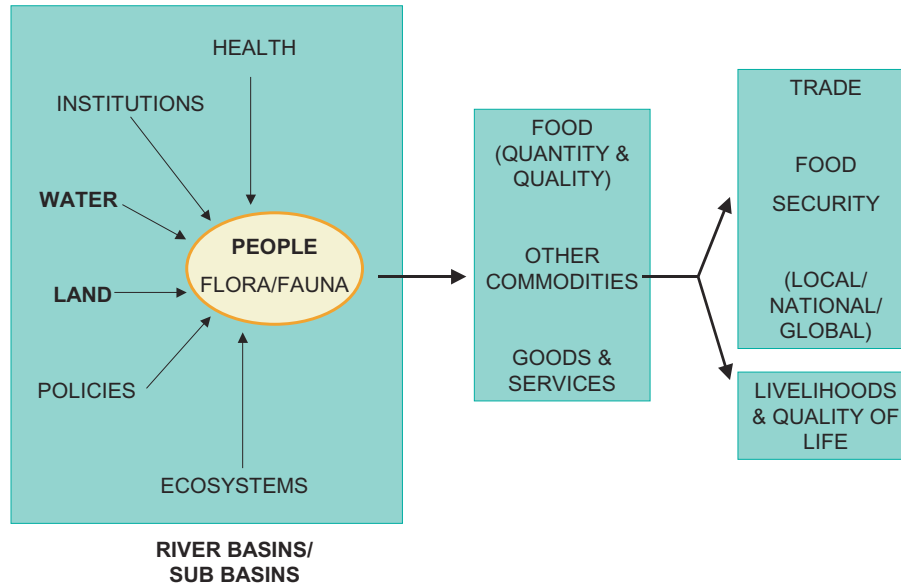 HEALTH
INSTITUTIONS
WATER
PEOPLE
FLORA/FAUNA
LAND
POLICIES
ECOSYSTEMS
RIVER BASINS/
SUB BASINS
FOOD
(QUANTITY &
QUALITY)
OTHER
COMMODITIES
GOODS &
SERVICES
TRADE
FOOD
SECURITY
(LOCAL/
NATIONAL/
GLOBAL)
LIVELIHOODS
& QUALITY OF
LIFE